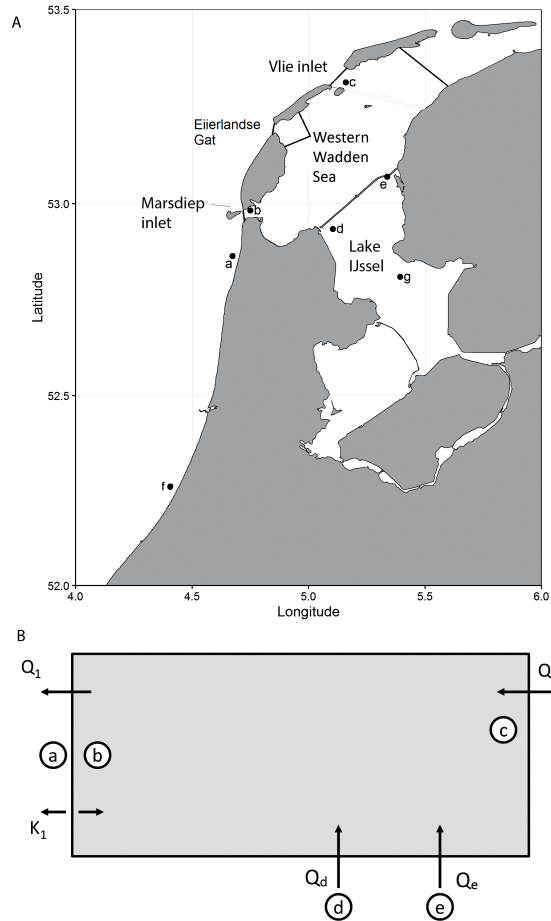 A
53.5
Vlie inlet
c
Eiierlandse
Gat
Western
Wadden
Sea
e
53.0
Marsdiep
inlet
b
d
Lake
IJssel
a
g
Latitude
52.5
f
52.0
4.0 4.5 5.0 5.5 6.0
Longitude
B
Q1 Q
c
a b
K1
Qd Qe
d e